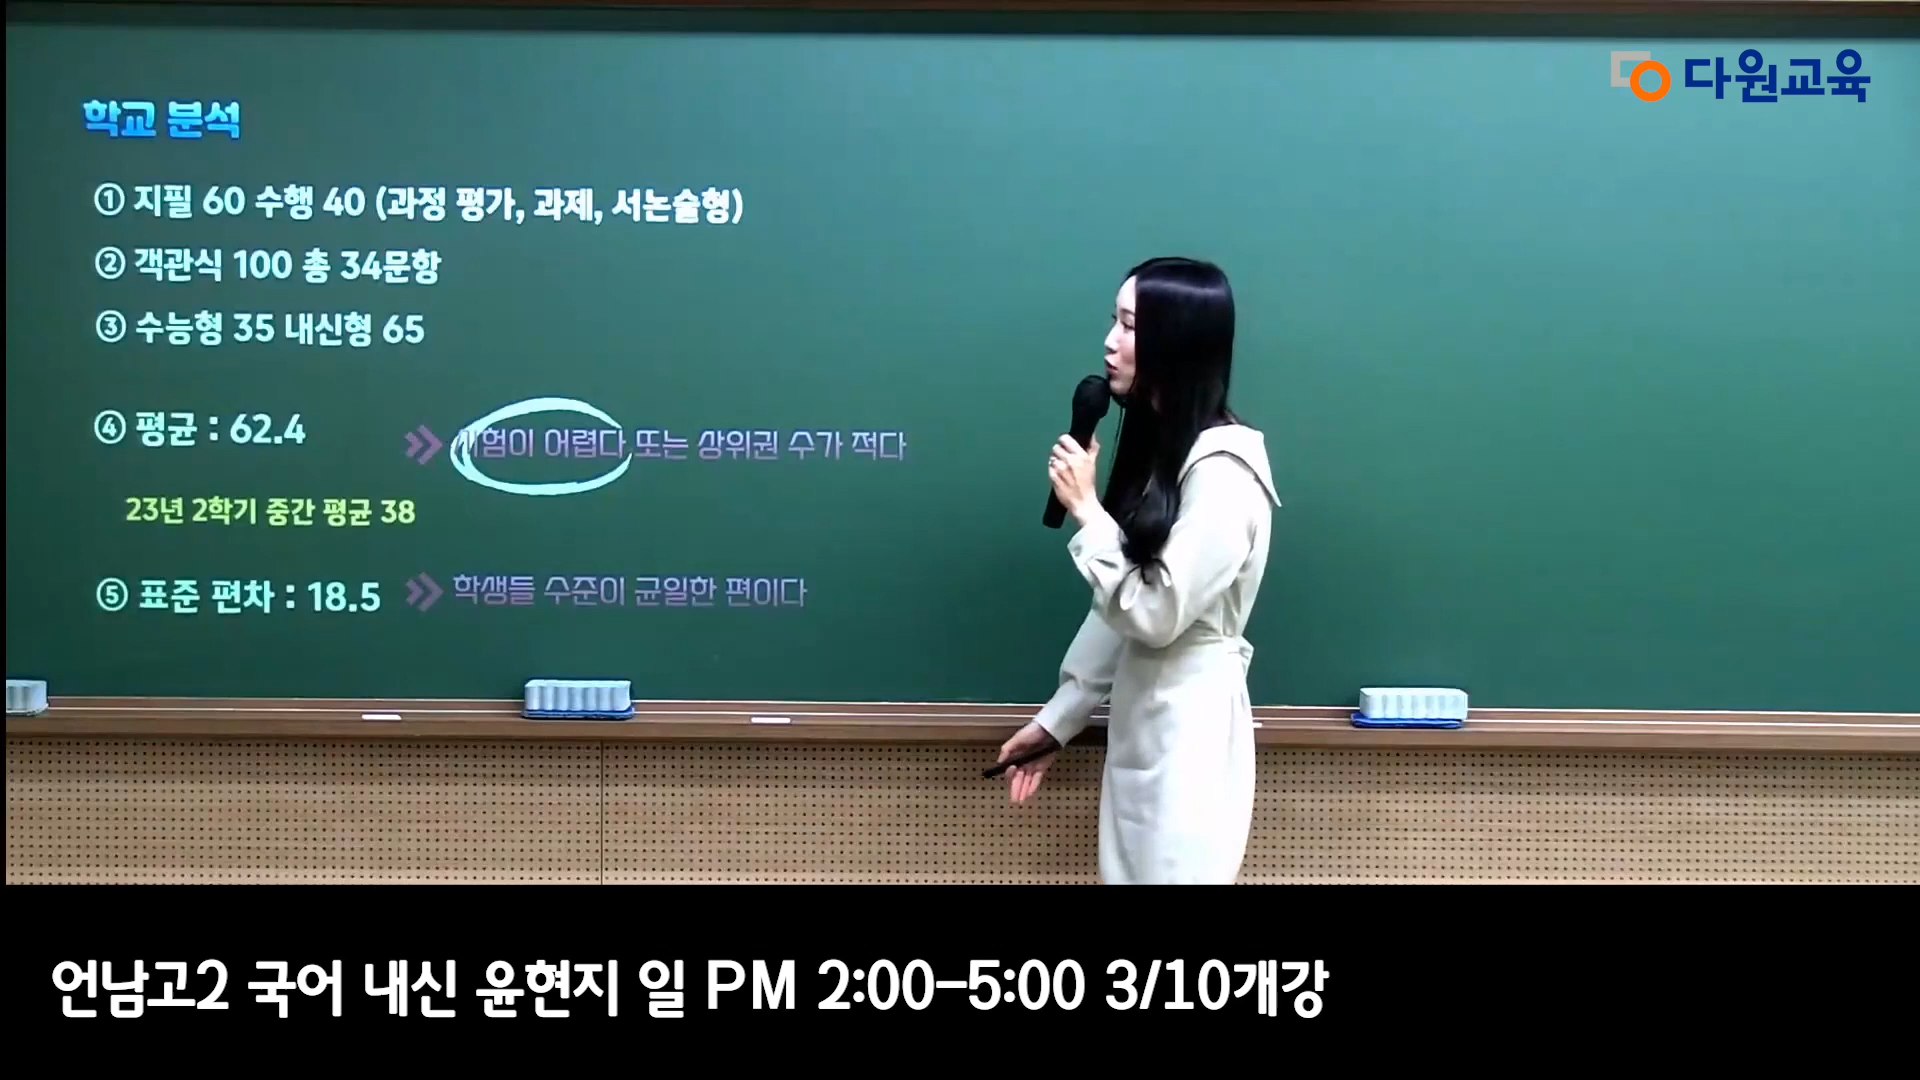 다원교육
학교 분석
① 지필 60 수행 40 (과정 평가, 과제, 서논술형)
② 객관식 100 총 34문항
③ 수능형 35 내신형 65
④ 평균 : 62.4
시험이 어렵다 또는 상위권 수가 적다
23년 2학기 중간 평균 38
⑤ 표준 편차 : 18.5
학생들 수준이 균일한 편이다
언남고2 국어 내신 윤현지 일 PM 2:00-5:00 3/10개강